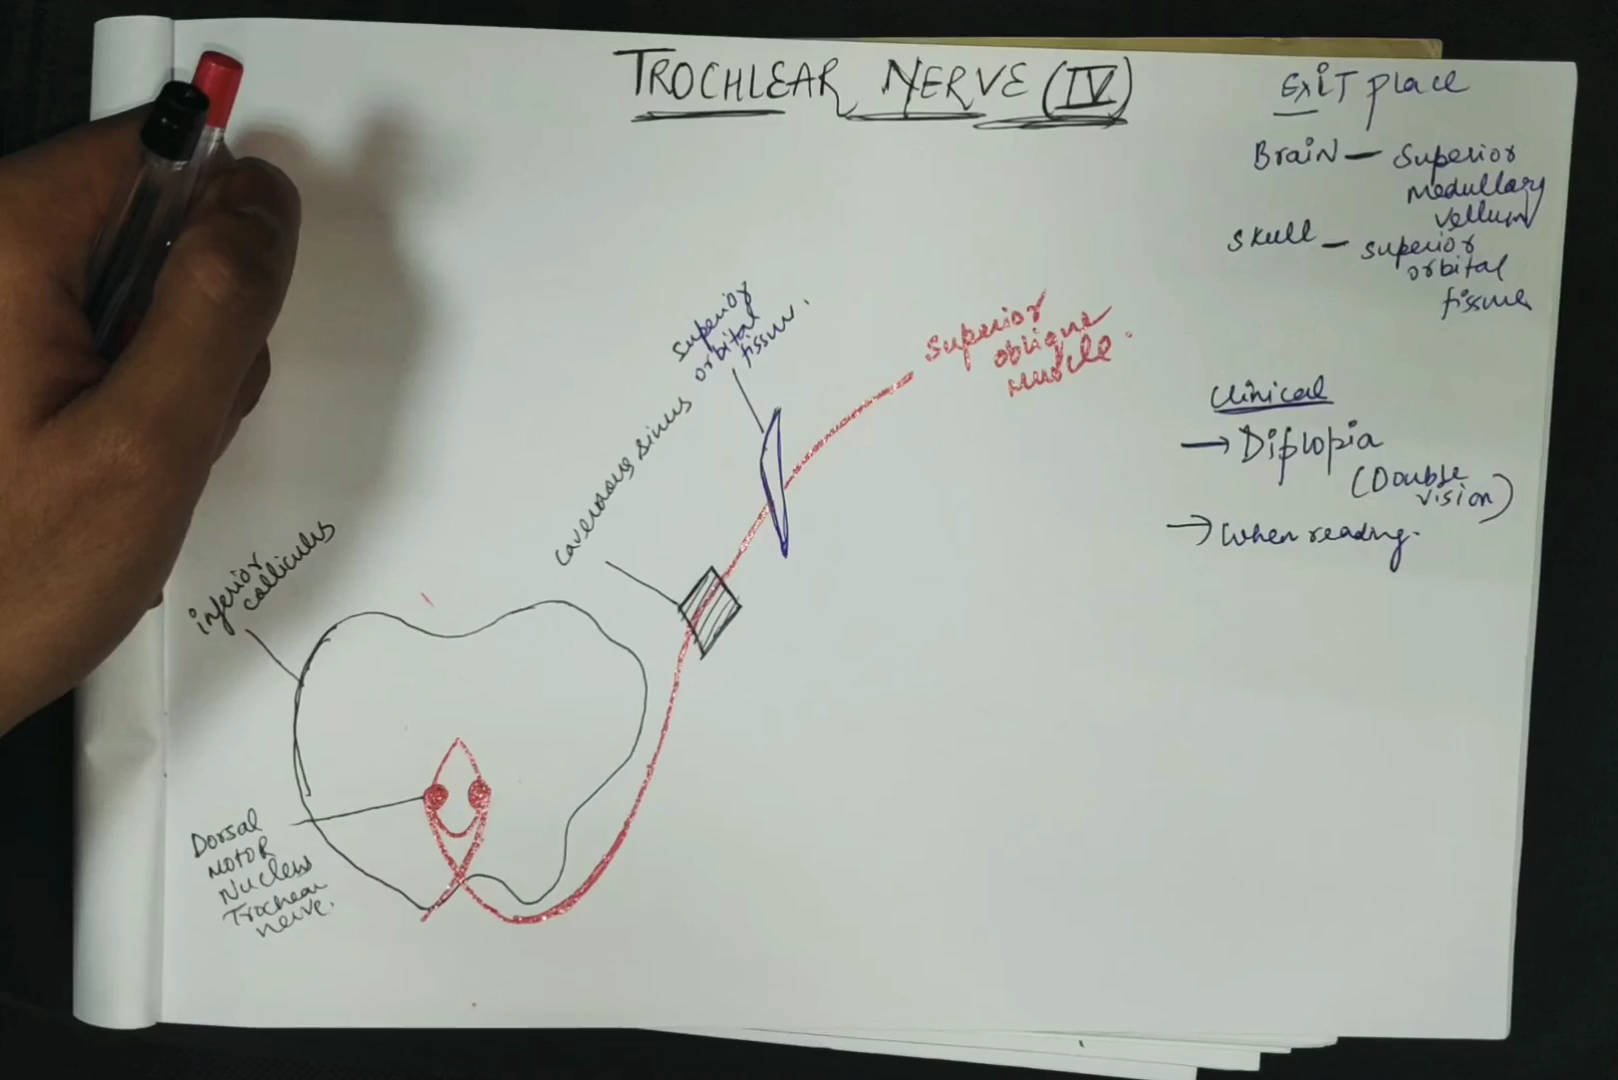 TROCHLEAR NERVE (IV)
EXIT place
Brain — Superior
medullary
vellum
Skull — superior
orbital
fissure
Clinical
→ Diplopia
(Double
vision)
→ When reading.
Superior
oblique
muscle.
superior
orbital
fissure.
cavernous sinus
inferior
colliculus
Dorsal
MOTOR
Nucleus
Trochlear
nerve.